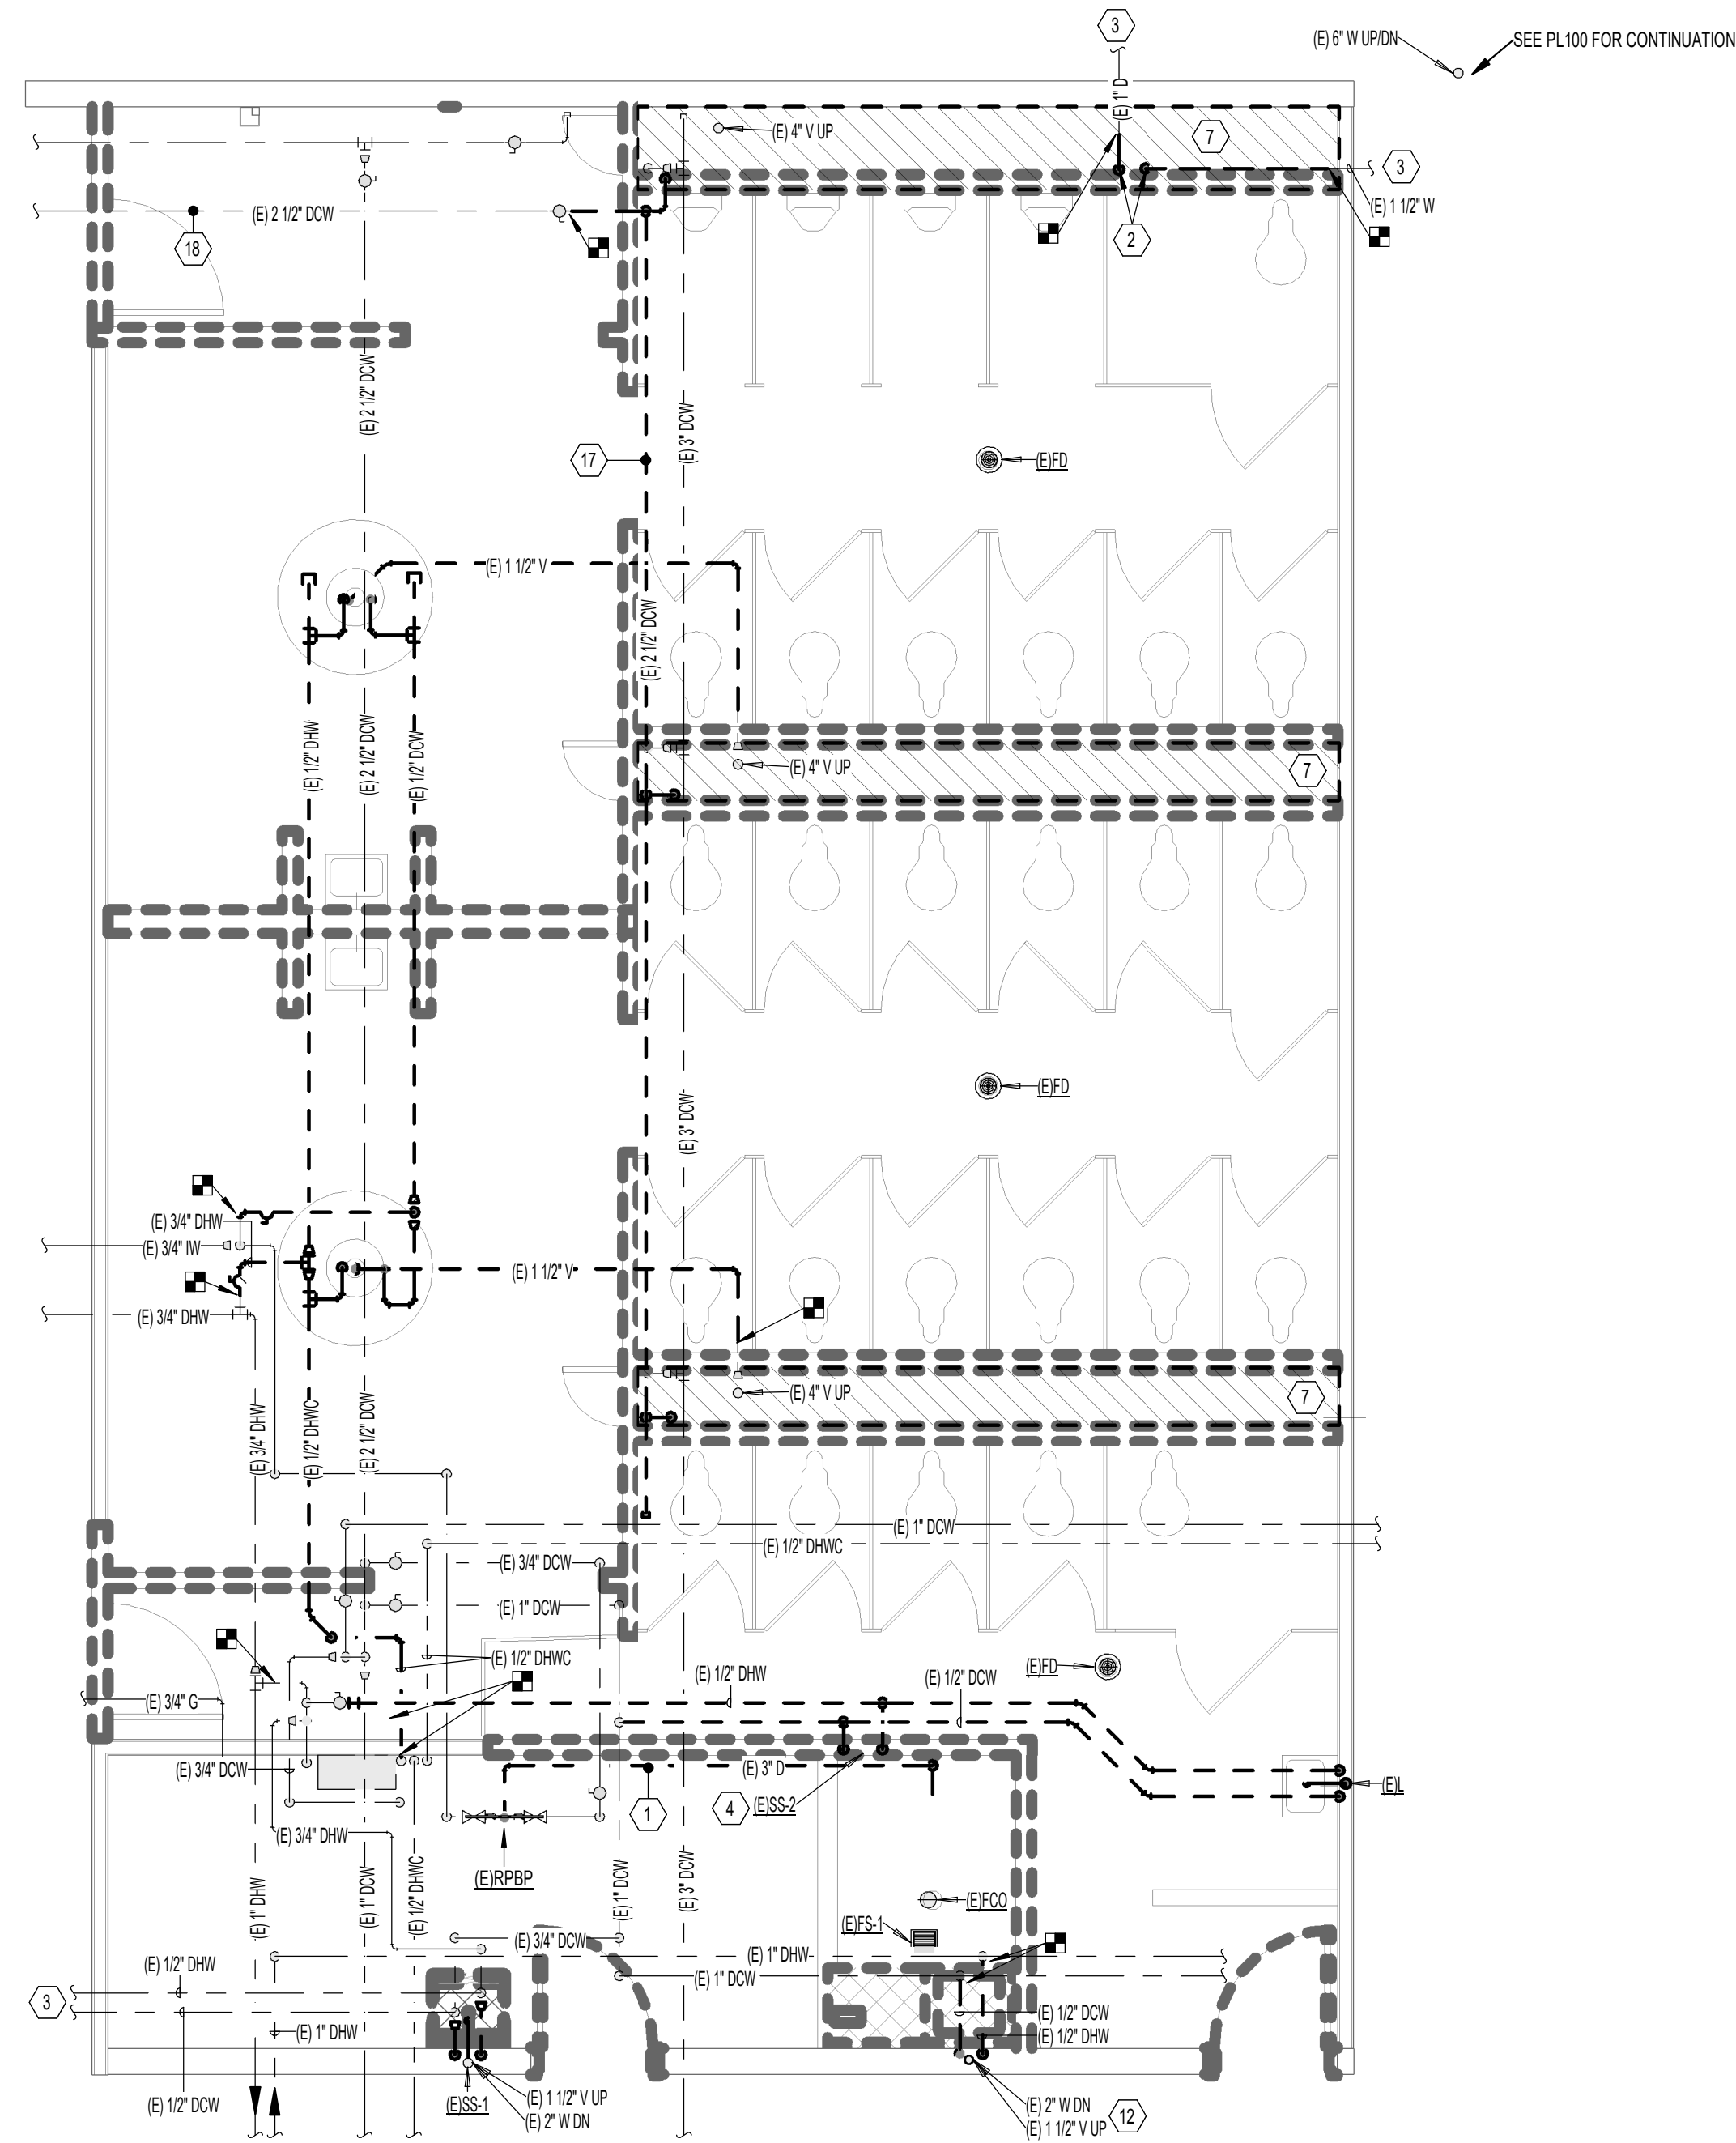 3
(E) 6" W UP/DN
SEE PL100 FOR CONTINUATION
(E) 1" D
(E) 4" V UP
7
3
(E) 1 1/2" W
(E) 2 1/2" DCW
18
2
(E) 2 1/2" DCW
(E) 3" DCW
17
(E)FD
(E) 1 1/2" V
(E) 2 1/2" DCW
(E) 1/2" DHW
(E) 2 1/2" DCW
(E) 1/2" DCW
(E) 4" V UP
7
(E)FD
(E) 3" DCW
(E) 3/4" DHW
(E) 3/4" IW
(E) 1 1/2" V
(E) 3/4" DHW
(E) 4" V UP
7
(E) 3/4" DHW
(E) 1/2" DHWC
(E) 2 1/2" DCW
(E) 1" DCW
(E) 1/2" DHWC
(E) 3/4" DCW
(E) 1" DCW
(E) 1/2" DHWC
(E) 1/2" DHW
(E) 1/2" DCW
(E)FD
(E) 3/4" G
(E) 3/4" DCW
(E) 3" D
1
4
(E)SS-2
(E)L
(E) 3/4" DHW
(E)RPBP
(E) 1" DHW
(E) 1" DCW
(E) 1/2" DHWC
(E) 1" DCW
(E) 3" DCW
(E)FCO
(E)FS-1
(E) 3/4" DCW
(E) 1" DHW
(E) 1/2" DHW
(E) 1" DCW
3
(E) 1/2" DCW
(E) 1" DHW
(E) 1/2" DHW
(E) 1/2" DCW
(E)SS-1
(E) 1 1/2" V UP
(E) 2" W DN
(E) 2" W DN
(E) 1 1/2" V UP
12